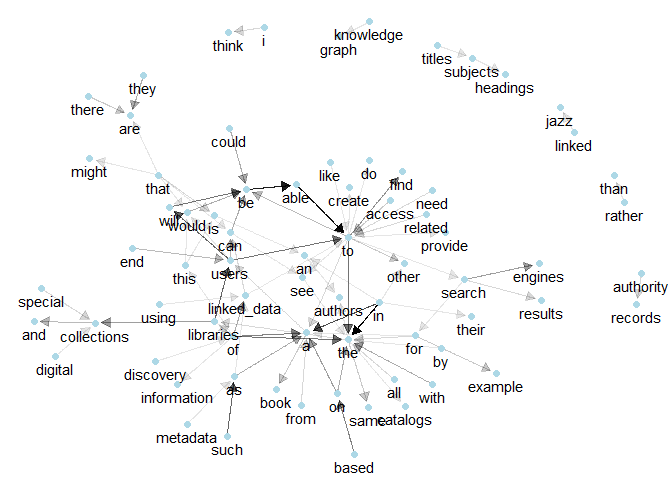 i
think
knowledge
graph
titles
subjects
headings
they
there
are
jazz
linked
could
might
that
like
do
find
create
need
access
than
rather
be
able
will
would
is
related
provide
to
can
end
this
users
an
see
other
search
engines
authority
records
special
and
collections
using
linked_data
libraries
authors
in
their
results
digital
of
a
the
for
by
discovery
information
as
book
from
on
all
same
catalogs
with
example
metadata
such
based